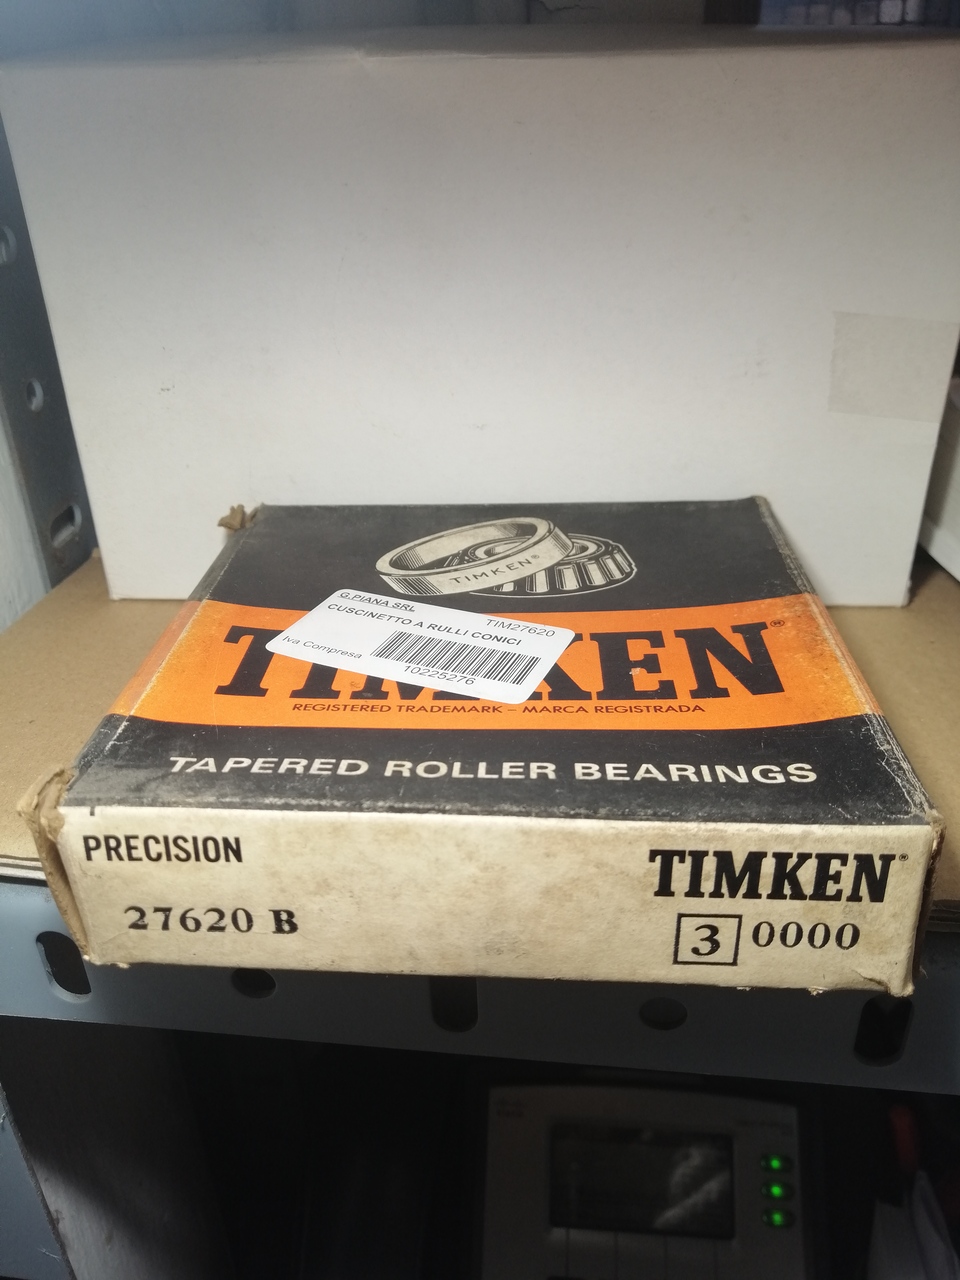 TIMKEN®
G.PIANA SRL
TIM27620
CUSCINETTO A RULLI CONICI
Iva Compresa
10225276
TIMKEN®
REGISTERED TRADEMARK – MARCA REGISTRADA
TAPERED ROLLER BEARINGS
PRECISION
TIMKEN®
27620 B
3 0000